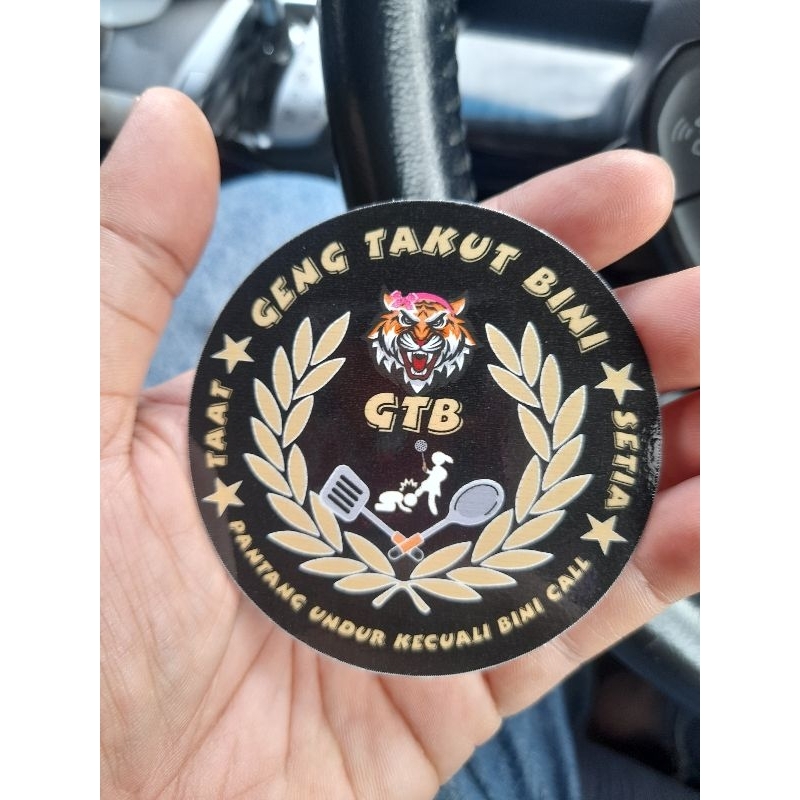 GENG TAKUT BINI
TAAT
SETIA
GTB
PANTANG UNDUR KECUALI BINI CALL